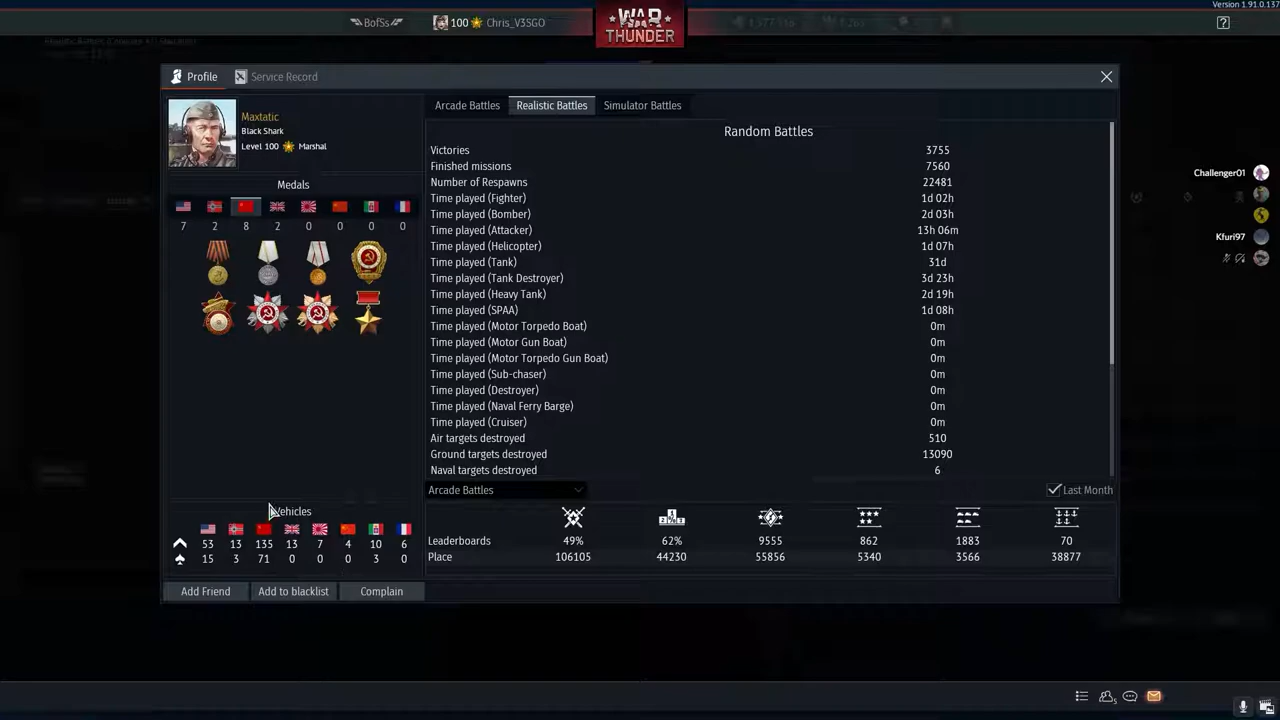 Version 1.91.0.137
BofSs
100 Chris_V3SGO
WAR
THUNDER
?
Profile
Service Record
Maxtatic
Black Shark
Level 100 Marshal
Medals
7 2 8 2 0 0 0 0
Arcade Battles Realistic Battles Simulator Battles
Random Battles
Victories 3755
Finished missions 7560
Number of Respawns 22481
Time played (Fighter) 1d 02h
Time played (Bomber) 2d 03h
Time played (Attacker) 13h 06m
Time played (Helicopter) 1d 07h
Time played (Tank) 31d
Time played (Tank Destroyer) 3d 23h
Time played (Heavy Tank) 2d 19h
Time played (SPAA) 1d 08h
Time played (Motor Torpedo Boat) 0m
Time played (Motor Gun Boat) 0m
Time played (Motor Torpedo Gun Boat) 0m
Time played (Sub-chaser) 0m
Time played (Destroyer) 0m
Time played (Naval Ferry Barge) 0m
Time played (Cruiser) 0m
Air targets destroyed 510
Ground targets destroyed 13090
Naval targets destroyed 6
Arcade Battles
Last Month
Leaderboards 49% 62% 9555 862 1883 70
Place 106105 44230 55856 5340 3566 38877
Vehicles
53 13 135 13 7 4 10 6
15 3 71 0 0 0 3 0
Add Friend
Add to blacklist
Complain
Challenger01
Kfuri97
5